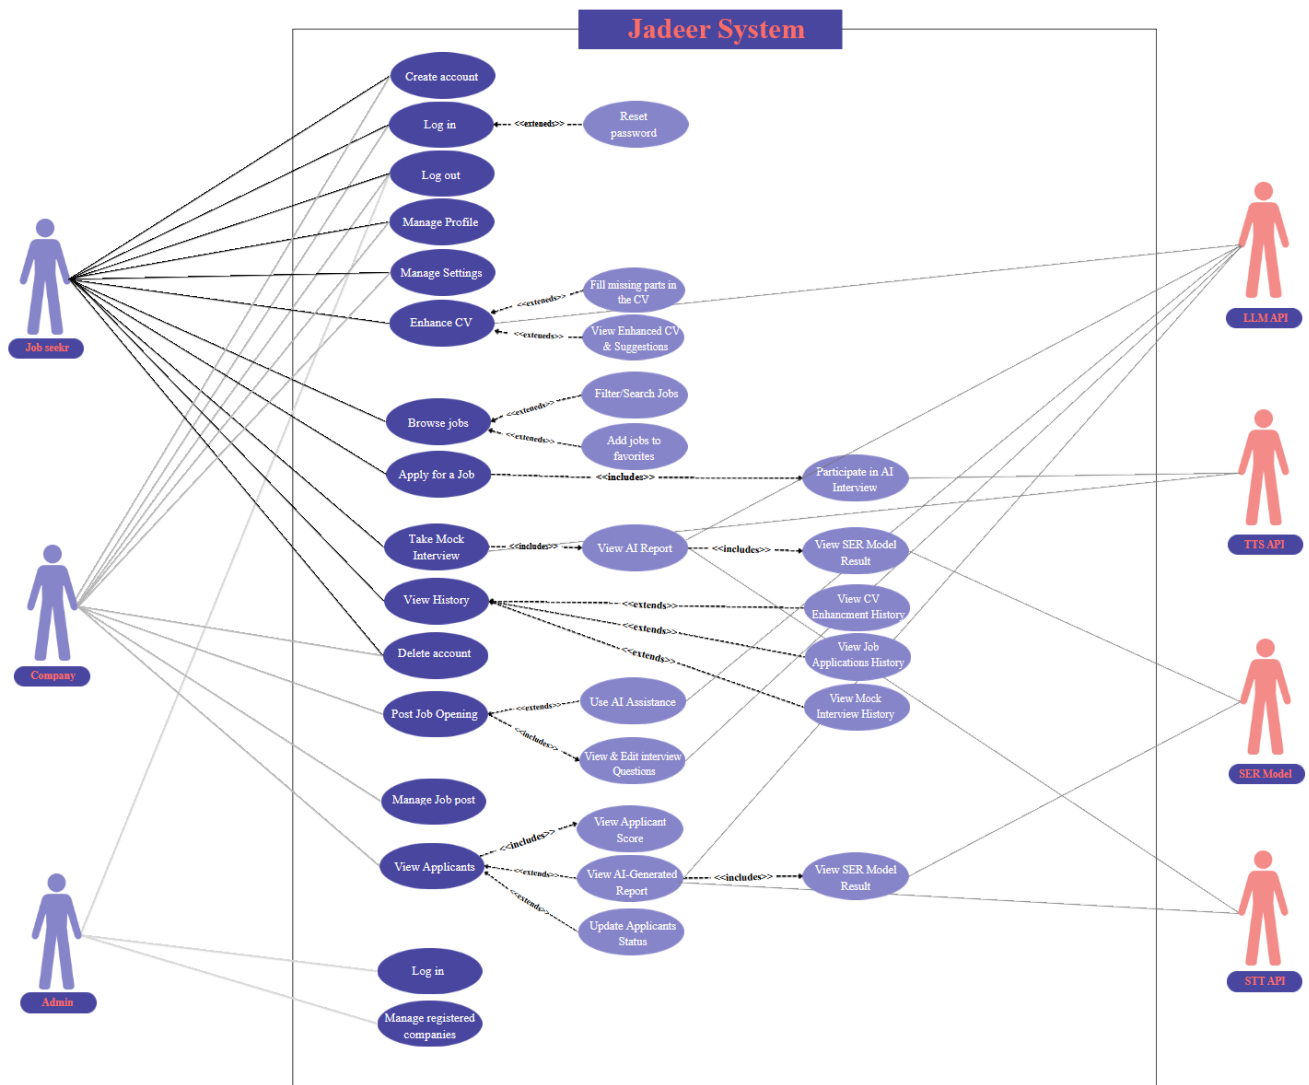 Jadeer System
Create account
Log in
<<exteneds>>
Reset
password
Log out
Manage Profile
Manage Settings
Enhance CV
<<exteneds>>
Fill missing parts in
the CV
<<exteneds>>
View Enhanced CV
& Suggestions
Job seekr
LLM API
Browse jobs
<<exteneds>>
Filter/Search Jobs
<<exteneds>>
Add jobs to
favorites
Apply for a Job
<<includes>>
Participate in AI
Interview
TTS API
Take Mock
Interview
<<includes>>
View AI Report
<<includes>>
View SER Model
Result
View History
<<extends>>
View CV
Enhancment History
<<extends>>
View Job
Applications History
<<extends>>
View Mock
Interview History
Delete account
Company
Post Job Opening
<<extends>>
Use AI Assistance
<<includes>>
View & Edit interview
Questions
SER Model
Manage Job post
View Applicants
<<includes>>
View Applicant
Score
<<extends>>
View AI-Generated
Report
<<includes>>
View SER Model
Result
<<extends>>
Update Applicants
Status
STT API
Admin
Log in
Manage registered
companies